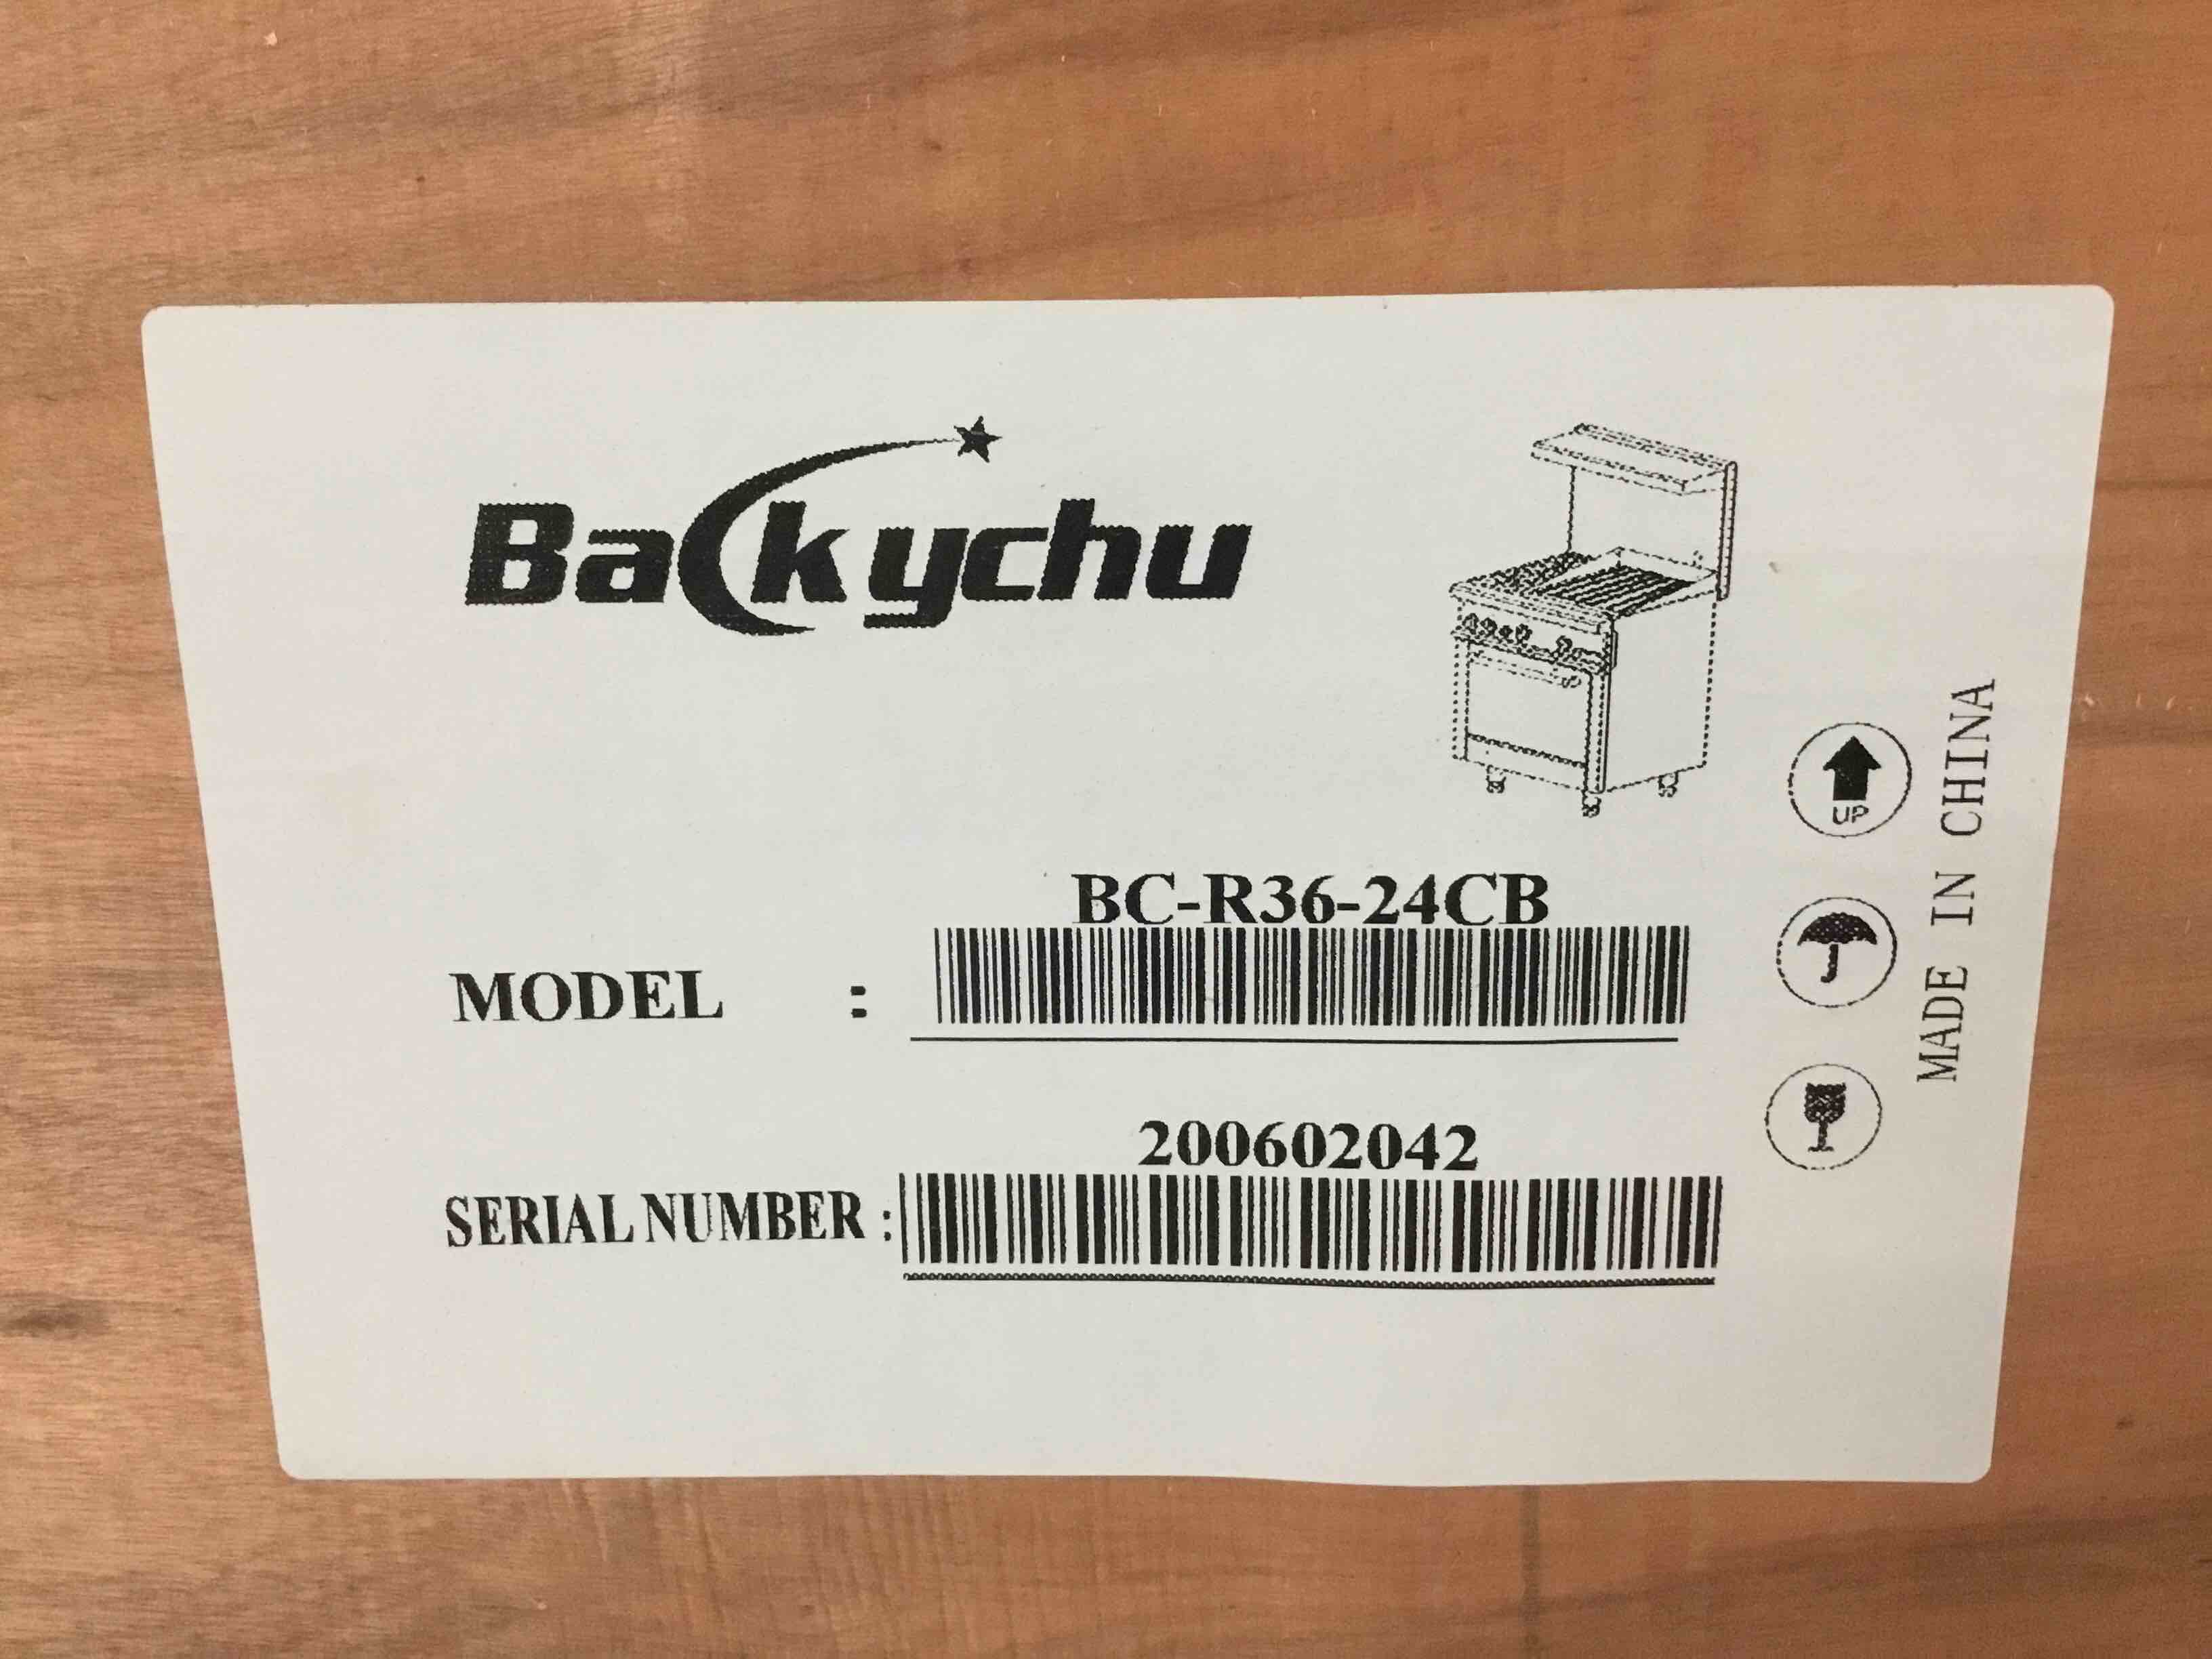 Backychu
BC-R36-24CB
MODEL :
200602042
SERIAL NUMBER :
UP
MADE IN CHINA